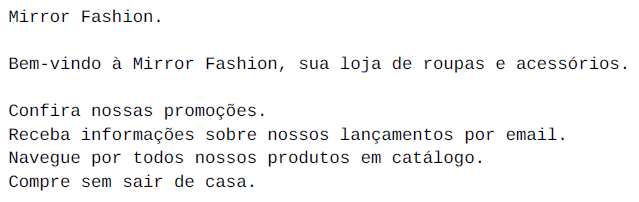 Mirror Fashion.
Bem-vindo à Mirror Fashion, sua loja de roupas e acessórios.
Confira nossas promoções.
Receba informações sobre nossos lançamentos por email.
Navegue por todos nossos produtos em catálogo.
Compre sem sair de casa.